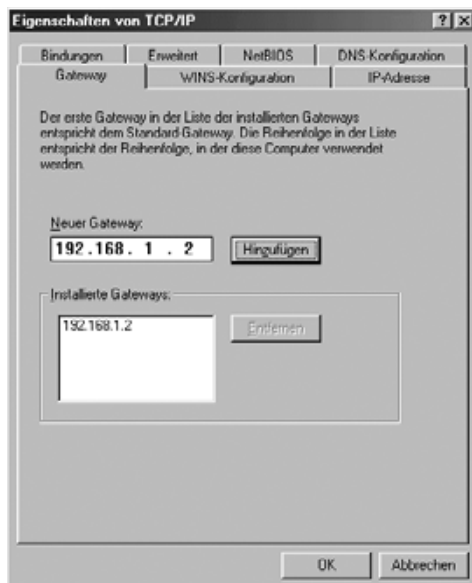 Eigenschaften von TCP/IP
Bindungen Erweitert NetBIOS DNS-Konfiguration
Gateway WINS-Konfiguration IP-Adresse
Der erste Gateway in der Liste der installierten Gateways
entspricht dem Standard-Gateway. Die Reihenfolge in der Liste
entspricht der Reihenfolge, in der diese Computer verwendet
werden.
Neuer Gateway:
192.168. 1 . 2 Hinzufügen
Installierte Gateways:
192.168.1.2 Entfernen
OK Abbrechen